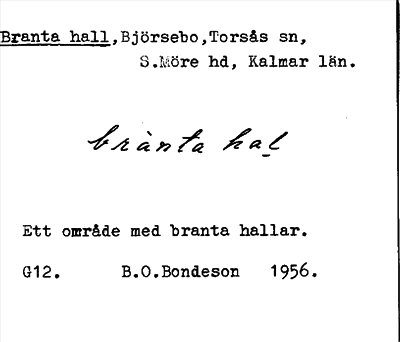 Branta hall,Björsebo,Torsås sn,
S.Möre hd, Kalmar län.
brànta hal̲
Ett område med branta hallar.
G12. B.O.Bondeson 1956.